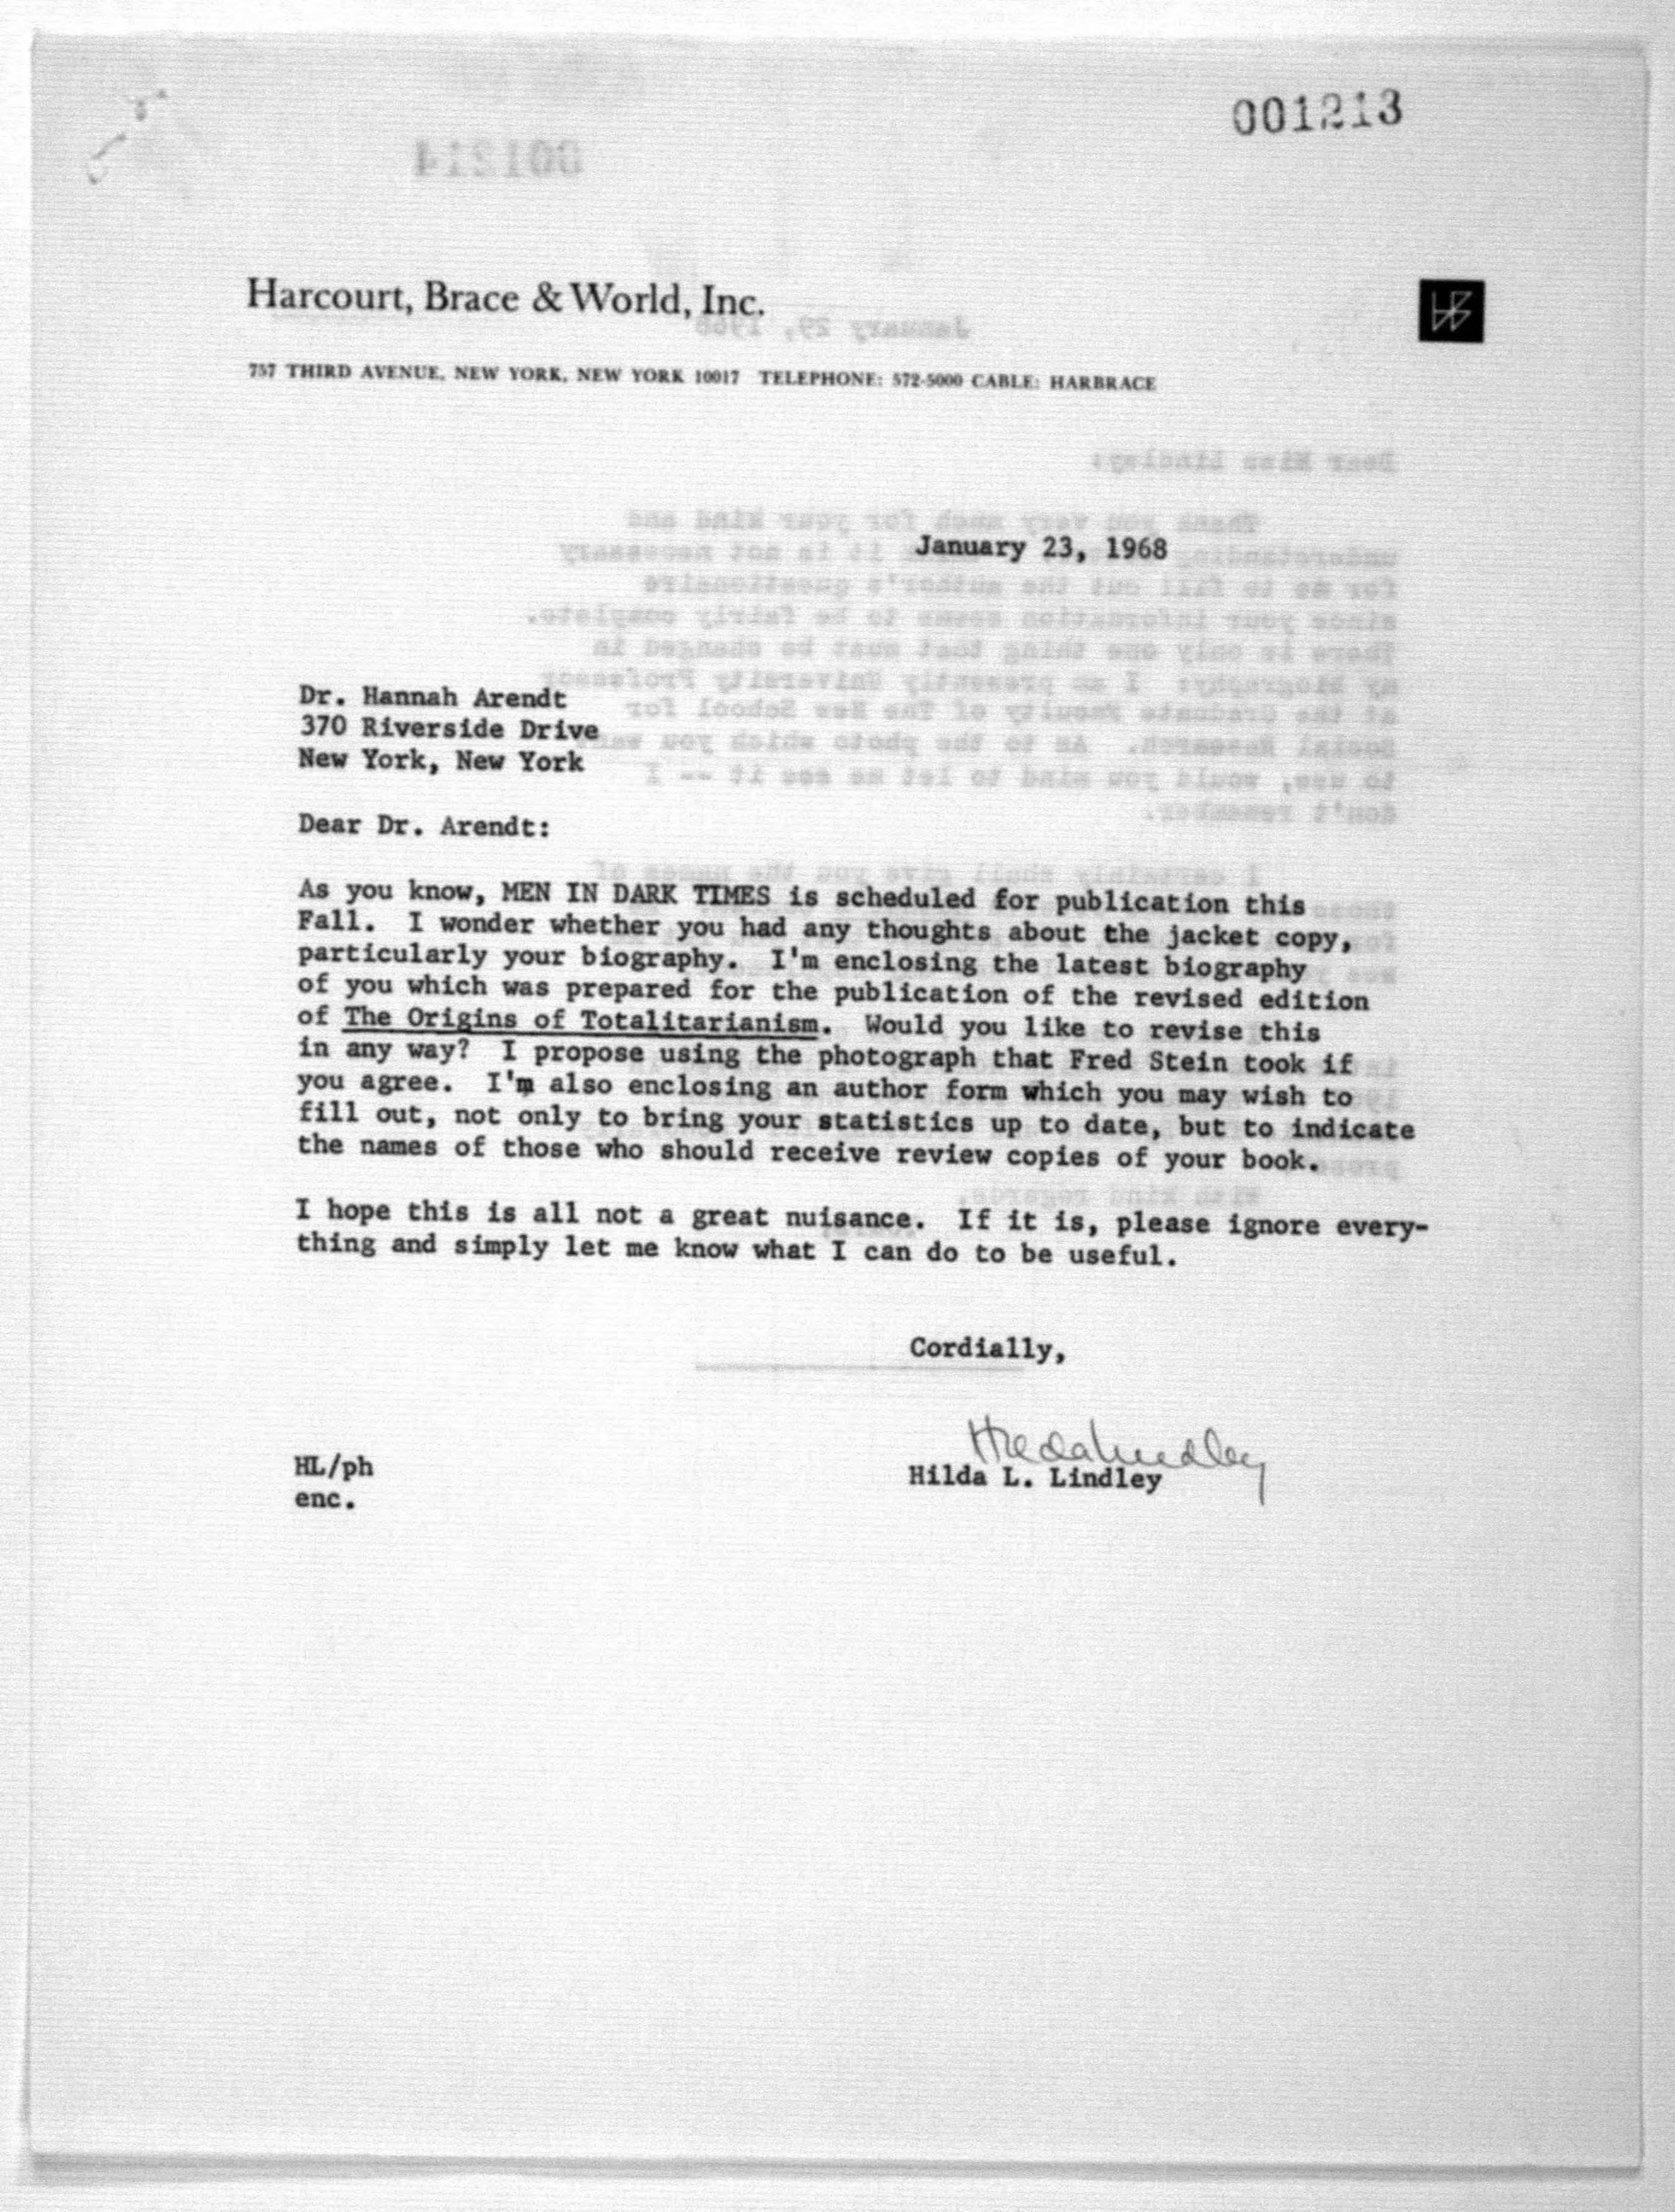 001213
Harcourt, Brace & World, Inc.
757 THIRD AVENUE, NEW YORK, NEW YORK 10017 TELEPHONE: 572-5000 CABLE: HARBRACE
January 23, 1968
Dr. Hannah Arendt
370 Riverside Drive
New York, New York
Dear Dr. Arendt:
As you know, MEN IN DARK TIMES is scheduled for publication this
Fall. I wonder whether you had any thoughts about the jacket copy,
particularly your biography. I'm enclosing the latest biography
of you which was prepared for the publication of the revised edition
of The Origins of Totalitarianism. Would you like to revise this
in any way? I propose using the photograph that Fred Stein took if
you agree. I'm also enclosing an author form which you may wish to
fill out, not only to bring your statistics up to date, but to indicate
the names of those who should receive review copies of your book.
I hope this is all not a great nuisance. If it is, please ignore every-
thing and simply let me know what I can do to be useful.
Cordially,
Hilda Lindley
Hilda L. Lindley
HL/ph
enc.